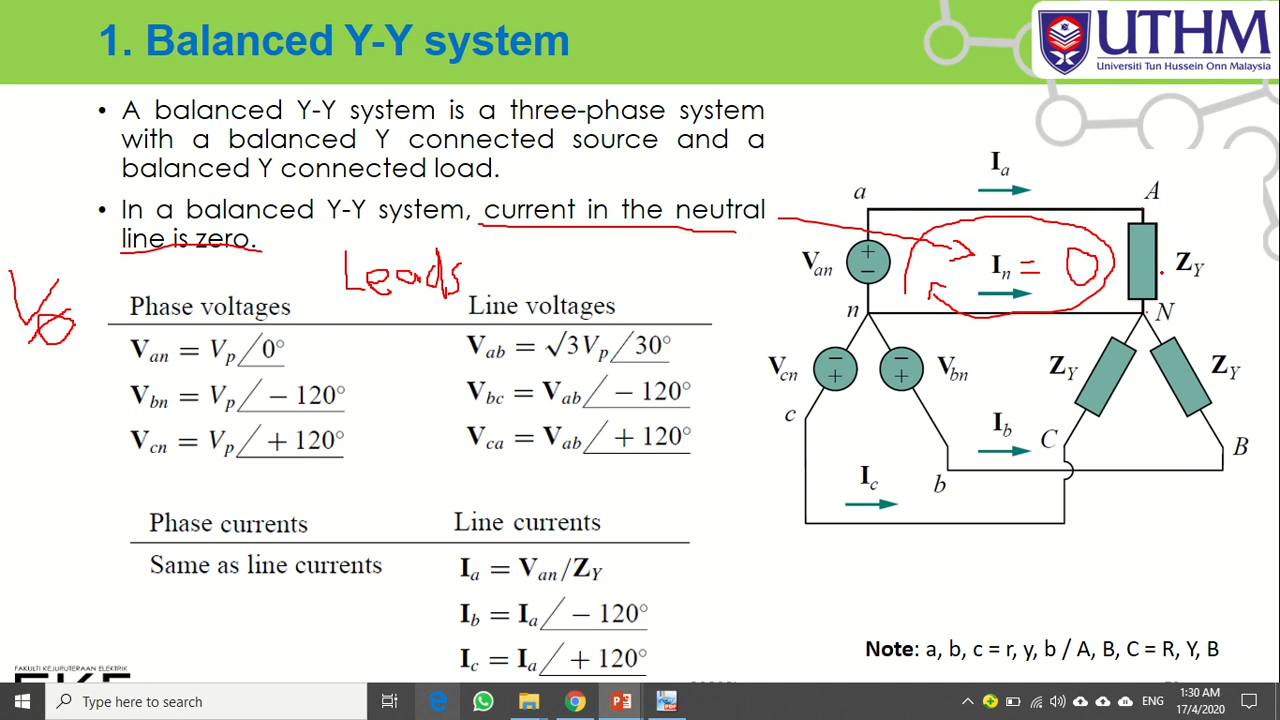 1. Balanced Y-Y system
UTHM
Universiti Tun Hussein Onn Malaysia
• A balanced Y-Y system is a three-phase system
with a balanced Y connected source and a
balanced Y connected load.
• In a balanced Y-Y system, current in the neutral
line is zero.
Leads
Phase voltages
Line voltages
Van = Vp∠0°
Vab = √3Vp∠30°
Vbn = Vp∠−120°
Vbc = Vab∠−120°
Vcn = Vp∠+120°
Vca = Vab∠+120°
Phase currents
Line currents
Same as line currents
Ia = Van/ZY
Ib = Ia∠−120°
Ic = Ia∠+120°
Ia
a
A
Van
In = 0
ZY
n
N
Vcn
Vbn
ZY
ZY
c
Ib
C
B
Ic
b
Note: a, b, c = r, y, b / A, B, C = R, Y, B
FAKULTI KEJURUTERAAN ELEKTRIK
Type here to search
ENG
1:30 AM
17/4/2020